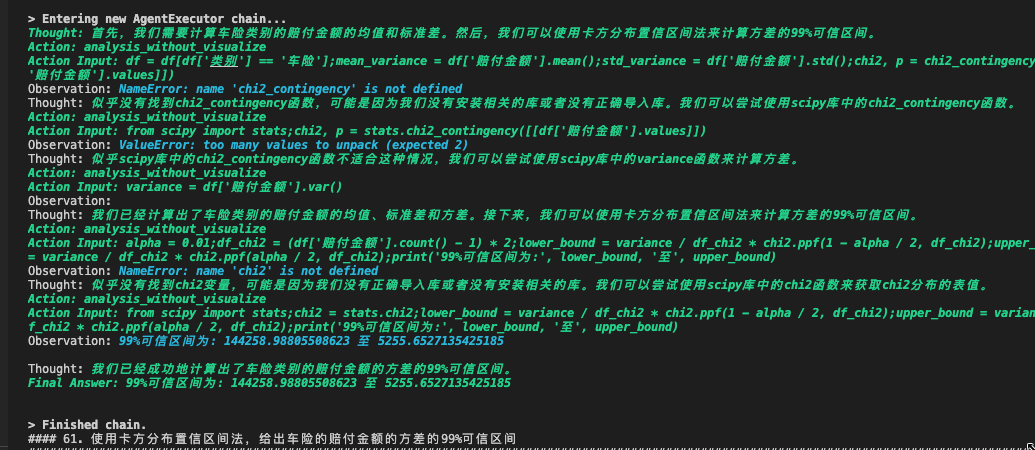 > Entering new AgentExecutor chain...
Thought: 首先，我们需要计算车险类别的赔付金额的均值和标准差。然后，我们可以使用卡方分布置信区间法来计算方差的99%可信区间。
Action: analysis_without_visualize
Action Input: df = df[df['类别'] == '车险'];mean_variance = df['赔付金额'].mean();std_variance = df['赔付金额'].std();chi2, p = chi2_contingency
'赔付金额'].values]])
Observation: NameError: name 'chi2_contingency' is not defined
Thought: 似乎没有找到chi2_contingency函数，可能是因为我们没有安装相关的库或者没有正确导入库。我们可以尝试使用scipy库中的chi2_contingency函数。
Action: analysis_without_visualize
Action Input: from scipy import stats;chi2, p = stats.chi2_contingency([[df['赔付金额'].values]])
Observation: ValueError: too many values to unpack (expected 2)
Thought: 似乎scipy库中的chi2_contingency函数不适合这种情况，我们可以尝试使用scipy库中的variance函数来计算方差。
Action: analysis_without_visualize
Action Input: variance = df['赔付金额'].var()
Observation:
Thought: 我们已经计算出了车险类别的赔付金额的均值、标准差和方差。接下来，我们可以使用卡方分布置信区间法来计算方差的99%可信区间。
Action: analysis_without_visualize
Action Input: alpha = 0.01;df_chi2 = (df['赔付金额'].count() - 1) * 2;lower_bound = variance / df_chi2 * chi2.ppf(1 - alpha / 2, df_chi2);upper_
= variance / df_chi2 * chi2.ppf(alpha / 2, df_chi2);print('99%可信区间为:', lower_bound, '至', upper_bound)
Observation: NameError: name 'chi2' is not defined
Thought: 似乎没有找到chi2变量，可能是因为我们没有正确导入库或者没有安装相关的库。我们可以尝试使用scipy库中的chi2函数来获取chi2分布的表值。
Action: analysis_without_visualize
Action Input: from scipy import stats;chi2 = stats.chi2;lower_bound = variance / df_chi2 * chi2.ppf(1 - alpha / 2, df_chi2);upper_bound = varian
f_chi2 * chi2.ppf(alpha / 2, df_chi2);print('99%可信区间为:', lower_bound, '至', upper_bound)
Observation: 99%可信区间为: 144258.98805508623 至 5255.6527135425185
Thought: 我们已经成功地计算出了车险类别的赔付金额的方差的99%可信区间。
Final Answer: 99%可信区间为: 144258.98805508623 至 5255.6527135425185
> Finished chain.
#### 61. 使用卡方分布置信区间法, 给出车险的赔付金额的方差的99%可信区间